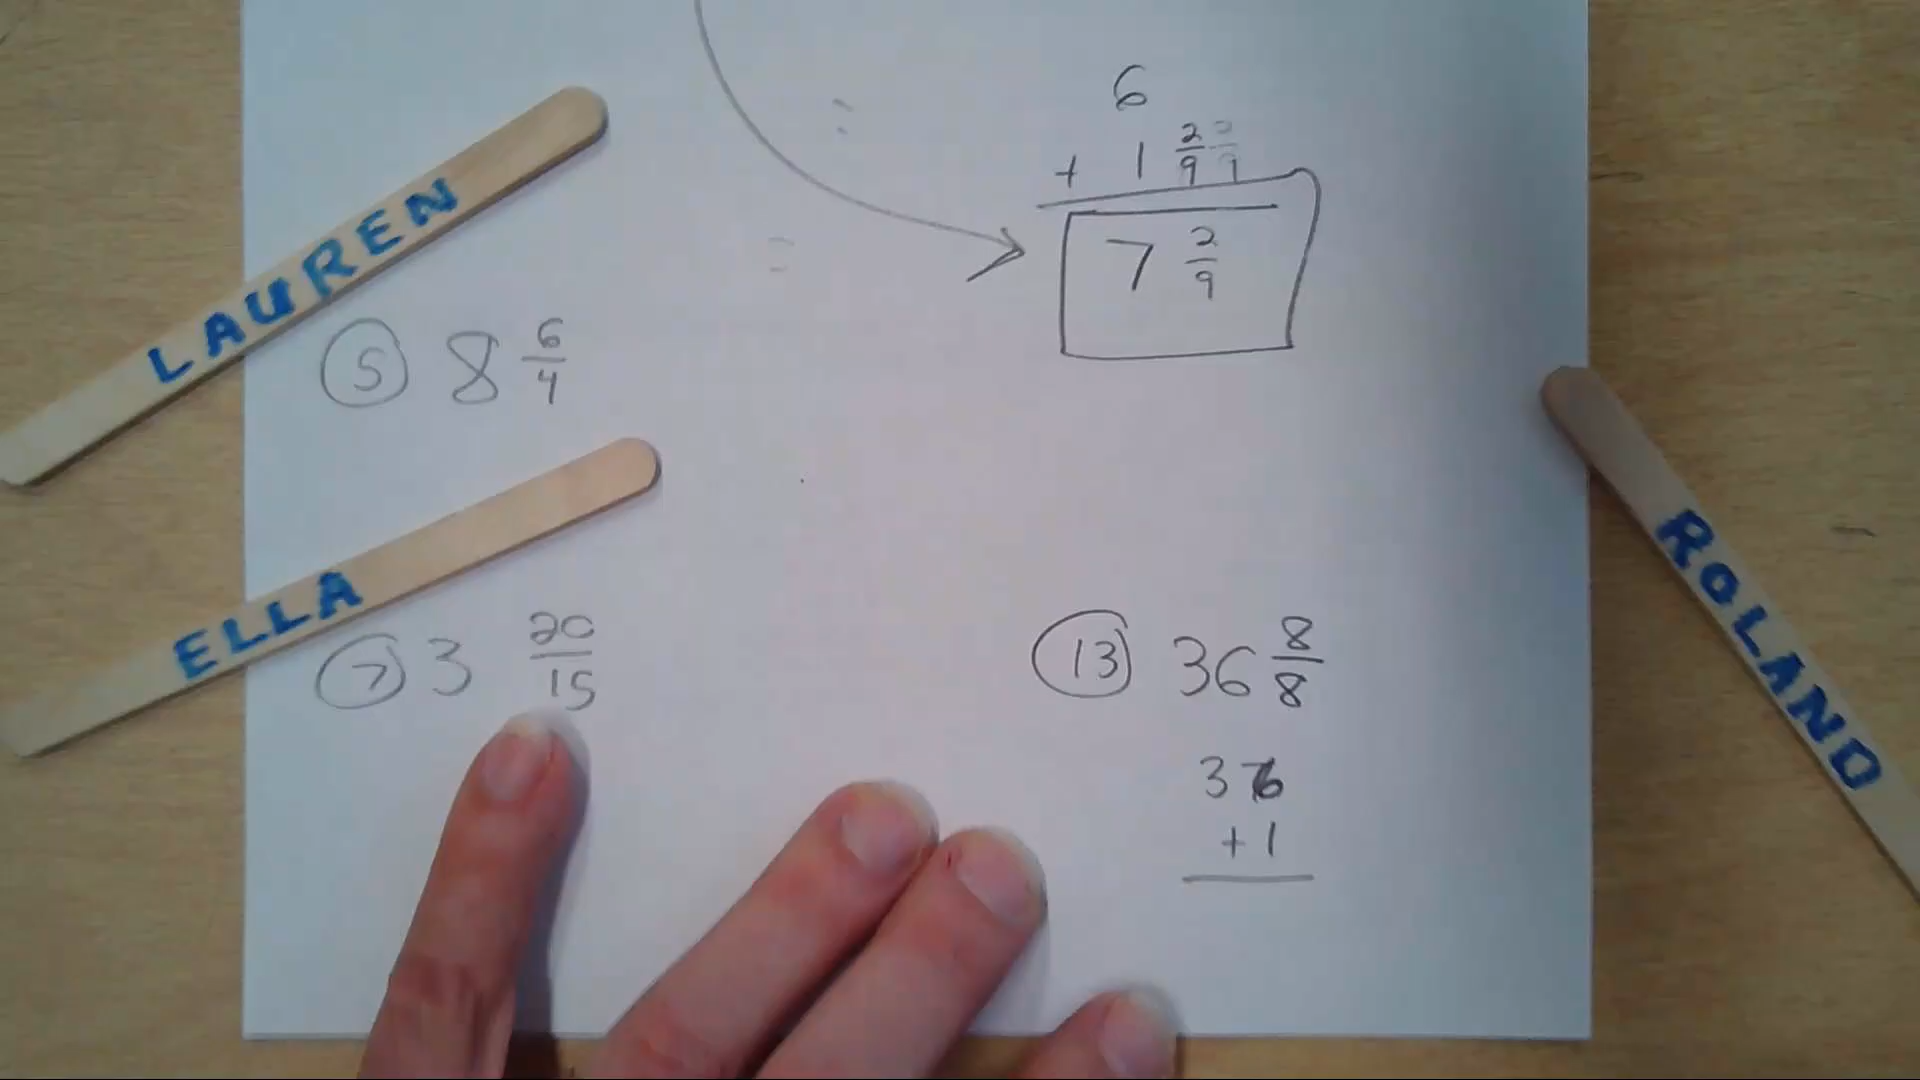 6
+ 1 2/9
7 2/9
LAUREN
5 8 6/4
ELLA
7 3 20/15
13 36 8/8
36
+1
ROLAND